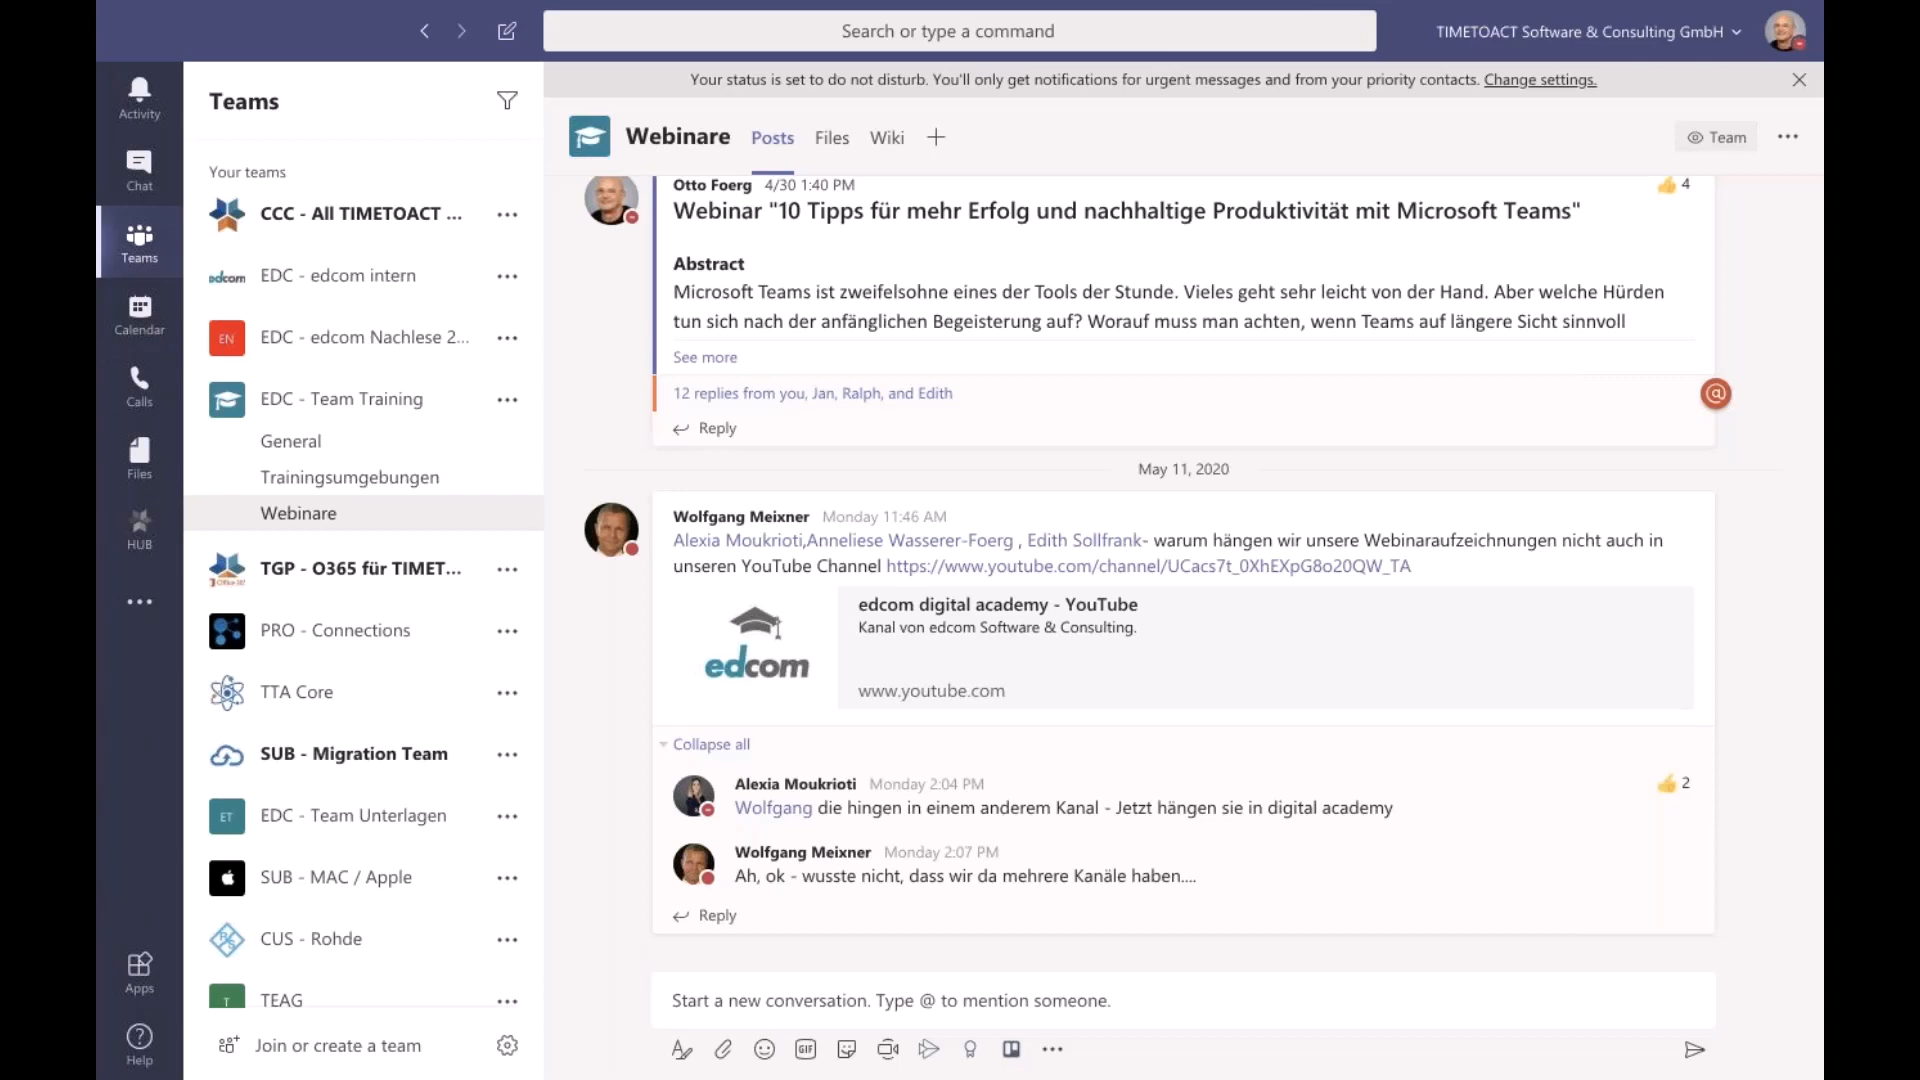 Search or type a command
TIMETOACT Software & Consulting GmbH
Your status is set to do not disturb. You'll only get notifications for urgent messages and from your priority contacts. Change settings.
Activity
Chat
Teams
Calendar
Calls
Files
HUB
Apps
Help
Teams
Your teams
CCC - All TIMETOACT ...
edcom
EDC - edcom intern
EN
EDC - edcom Nachlese 2...
EDC - Team Training
General
Trainingsumgebungen
Webinare
TGP - O365 für TIMET...
PRO - Connections
TTA Core
SUB - Migration Team
ET
EDC - Team Unterlagen
SUB - MAC / Apple
R&S
CUS - Rohde
T
TEAG
Join or create a team
Webinare
Posts
Files
Wiki
Team
Otto Foerg 4/30 1:40 PM
4
Webinar "10 Tipps für mehr Erfolg und nachhaltige Produktivität mit Microsoft Teams"
Abstract
Microsoft Teams ist zweifelsohne eines der Tools der Stunde. Vieles geht sehr leicht von der Hand. Aber welche Hürden
tun sich nach der anfänglichen Begeisterung auf? Worauf muss man achten, wenn Teams auf längere Sicht sinnvoll
See more
12 replies from you, Jan, Ralph, and Edith
@
Reply
May 11, 2020
Wolfgang Meixner Monday 11:46 AM
Alexia Moukrioti,Anneliese Wasserer-Foerg , Edith Sollfrank- warum hängen wir unsere Webinaraufzeichnungen nicht auch in
unseren YouTube Channel https://www.youtube.com/channel/UCacs7t_0XhEXpG8o20QW_TA
edcom
edcom digital academy - YouTube
Kanal von edcom Software & Consulting.
www.youtube.com
Collapse all
Alexia Moukrioti Monday 2:04 PM
2
Wolfgang die hingen in einem anderem Kanal - Jetzt hängen sie in digital academy
Wolfgang Meixner Monday 2:07 PM
Ah, ok - wusste nicht, dass wir da mehrere Kanäle haben....
Reply
Start a new conversation. Type @ to mention someone.
GIF